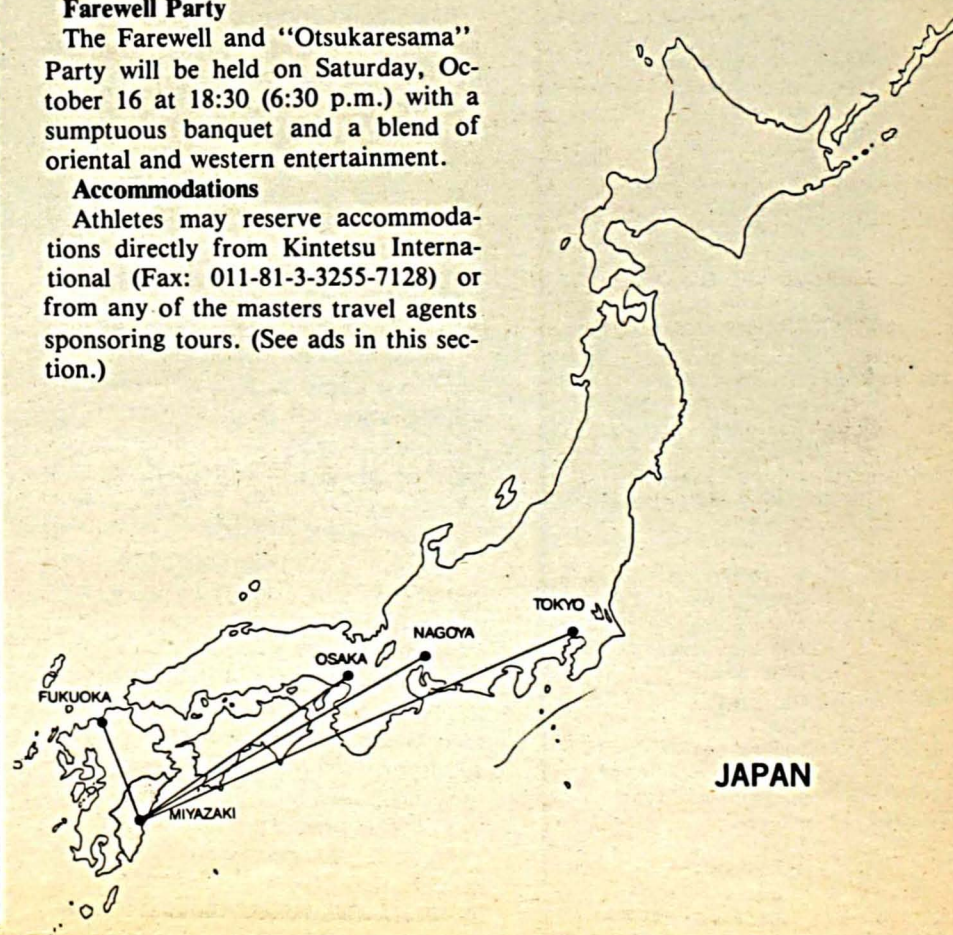 Farewell Party
The Farewell and “Otsukaresama”
Party will be held on Saturday, Oc-
tober 16 at 18:30 (6:30 p.m.) with a
sumptuous banquet and a blend of
oriental and western entertainment.
Accommodations
Athletes may reserve accommoda-
tions directly from Kintetsu Interna-
tional (Fax: 011-81-3-3255-7128) or
from any of the masters travel agents
sponsoring tours. (See ads in this sec-
tion.)
TOKYO
NAGOYA
OSAKA
FUKUOKA
MIYAZAKI
JAPAN